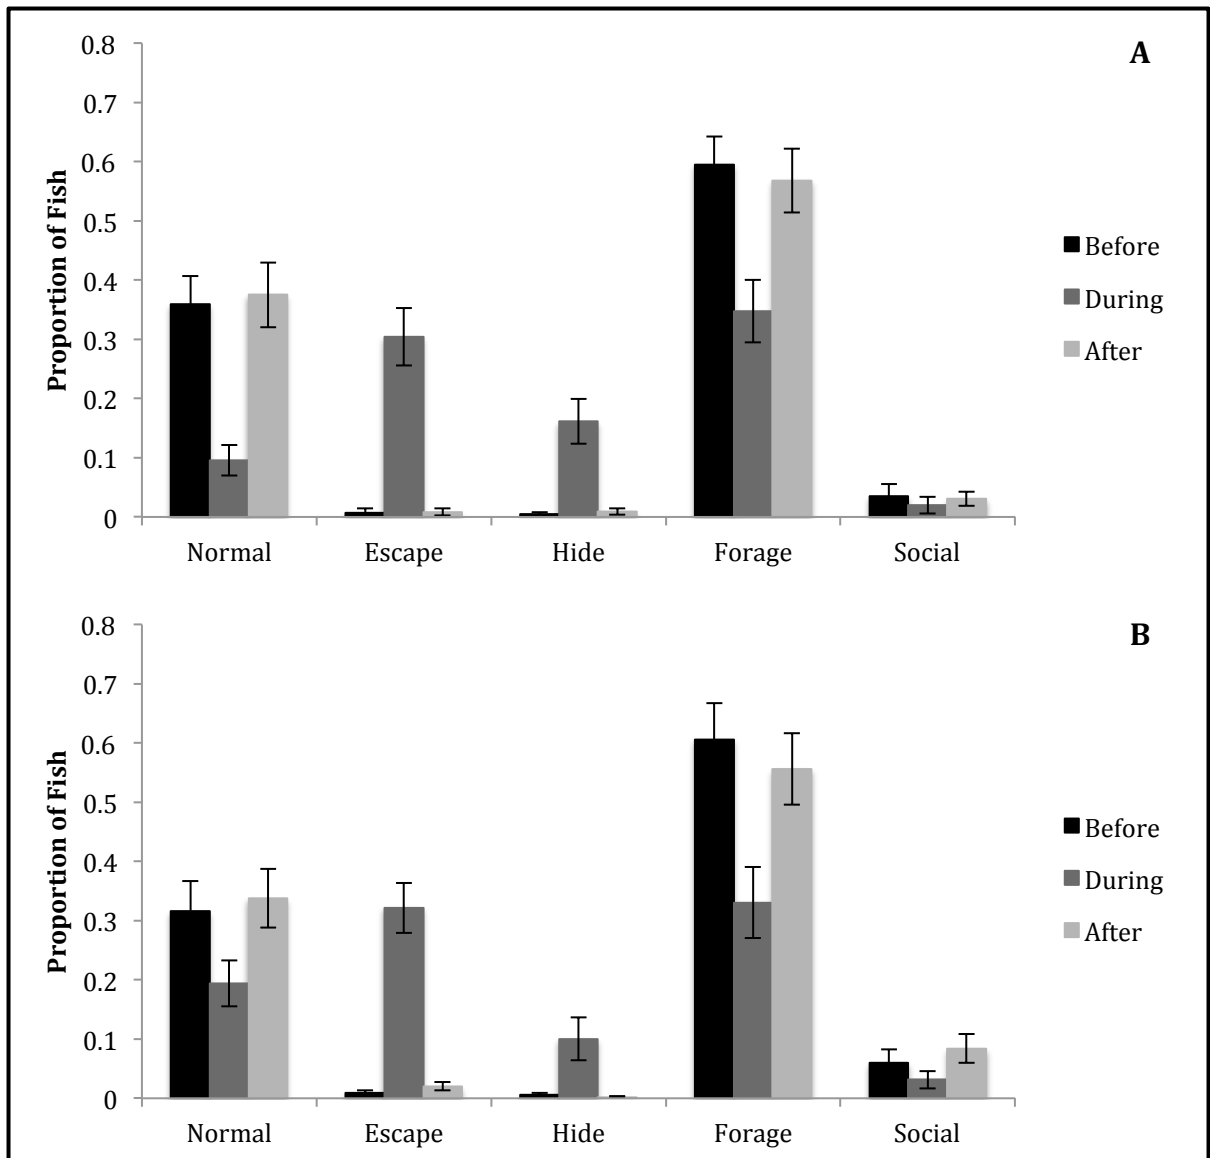 A
Proportion of Fish
0.8
0.7
0.6
0.5
0.4
0.3
0.2
0.1
0
Normal Escape Hide Forage Social
Before
During
After
B
Proportion of Fish
0.8
0.7
0.6
0.5
0.4
0.3
0.2
0.1
0
Normal Escape Hide Forage Social
Before
During
After